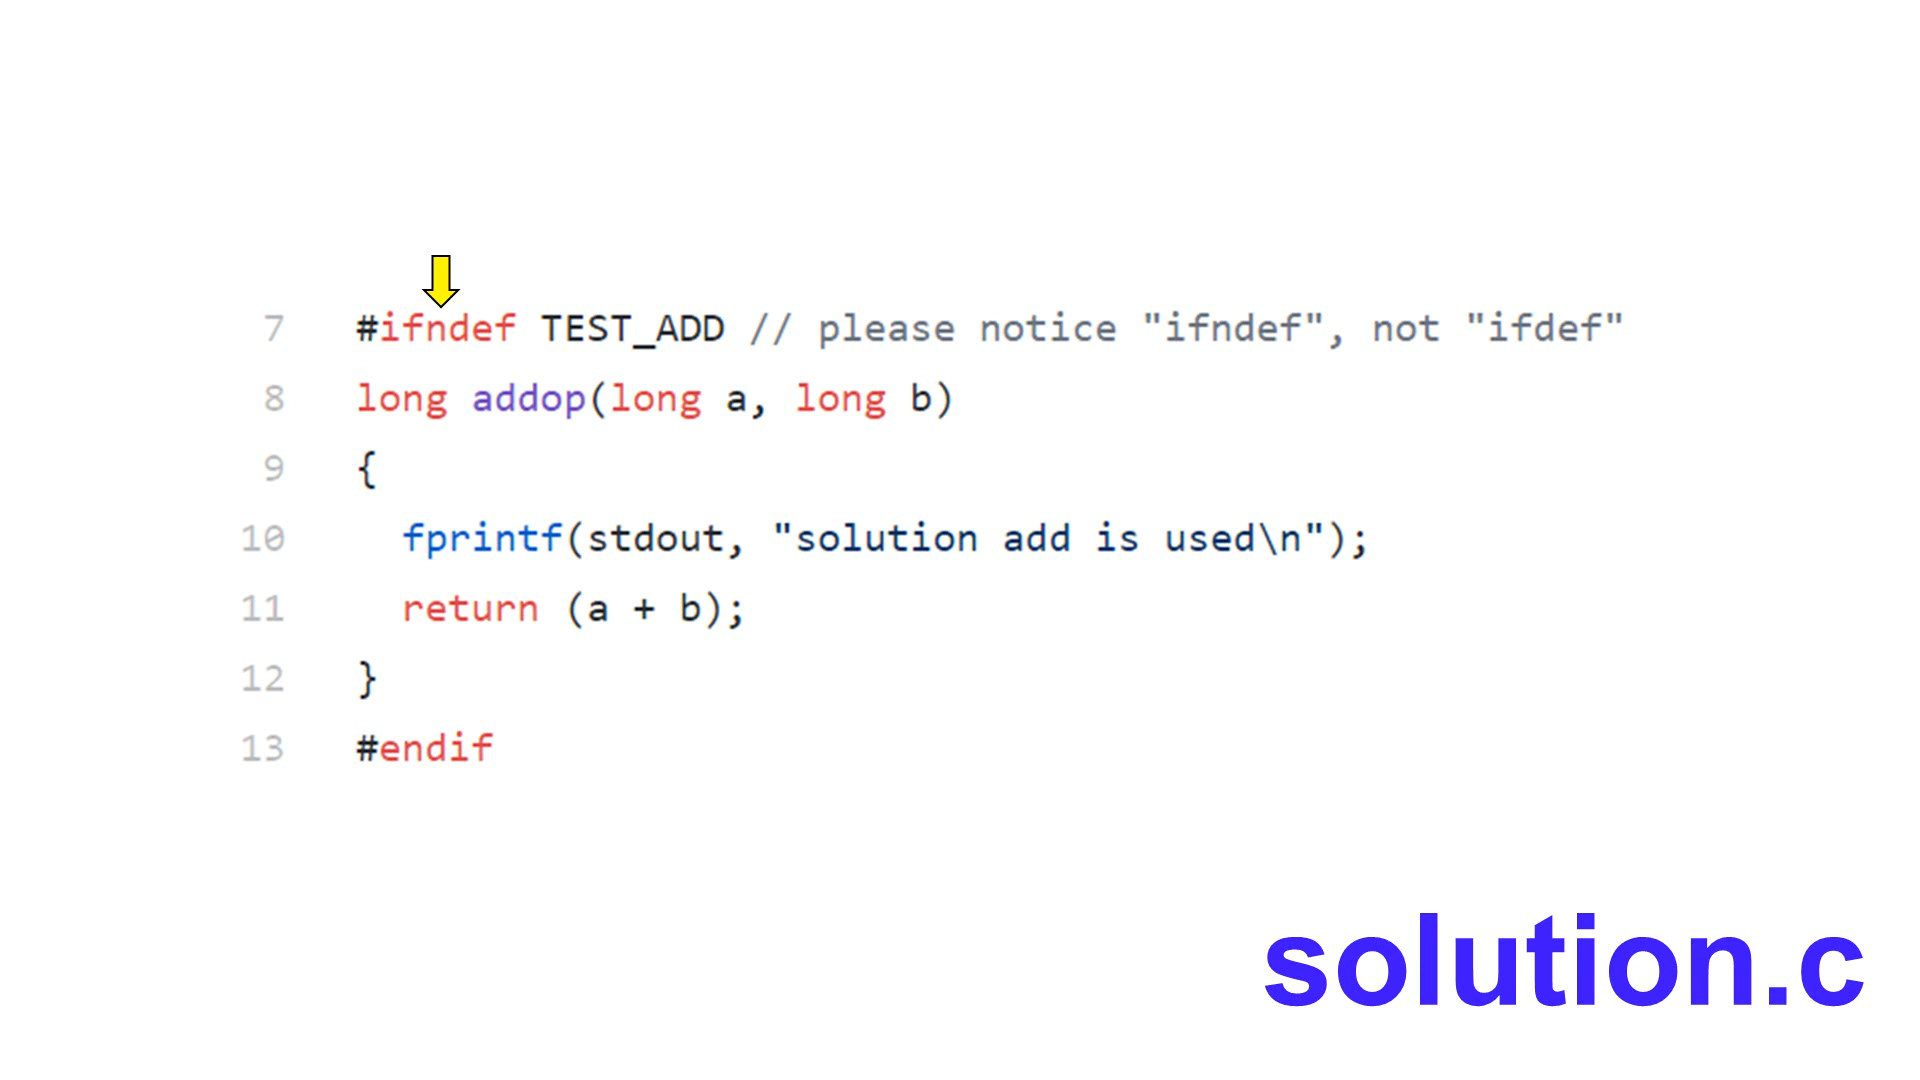 7 #ifndef TEST_ADD // please notice "ifndef", not "ifdef"
8 long addop(long a, long b)
9 {
10 fprintf(stdout, "solution add is used\n");
11 return (a + b);
12 }
13 #endif
solution.c